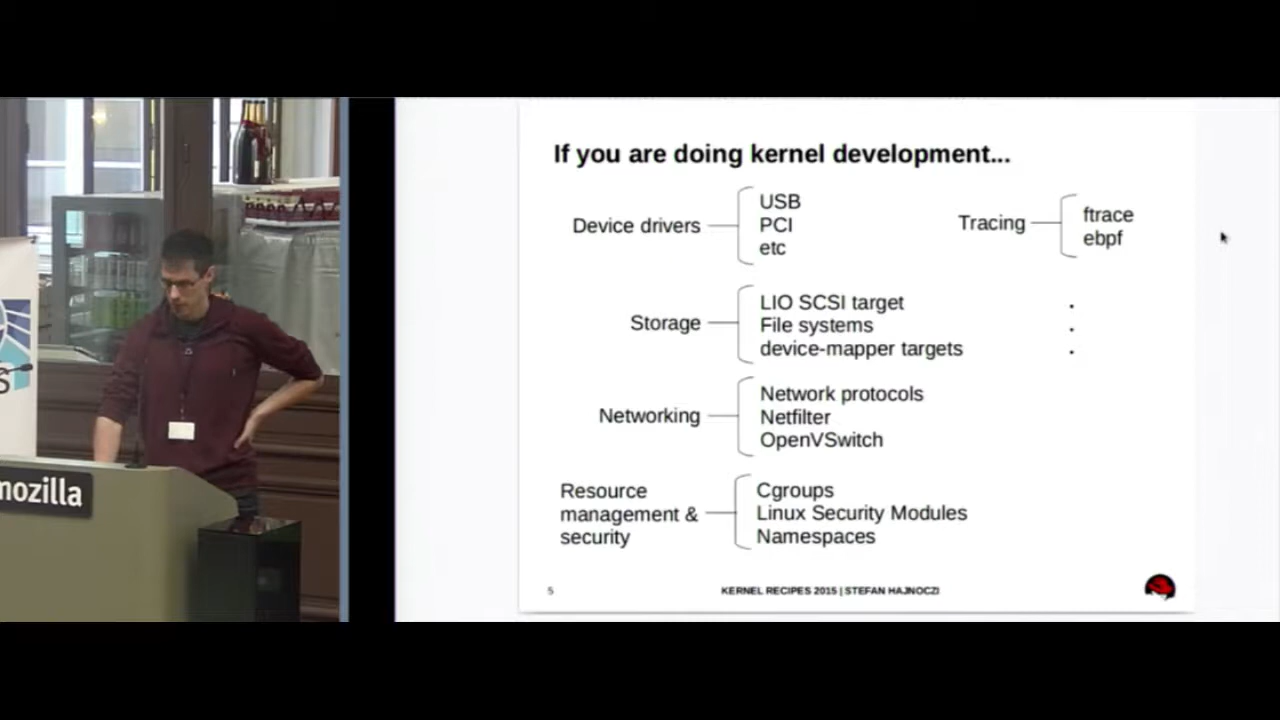 If you are doing kernel development...
Device drivers
USB
PCI
etc
Tracing
ftrace
ebpf
Storage
LIO SCSI target
File systems
device-mapper targets
.
.
.
Networking
Network protocols
Netfilter
OpenVSwitch
Resource
management &
security
Cgroups
Linux Security Modules
Namespaces
5
KERNEL RECIPES 2015 | STEFAN HAJNOCZI
mozilla
S